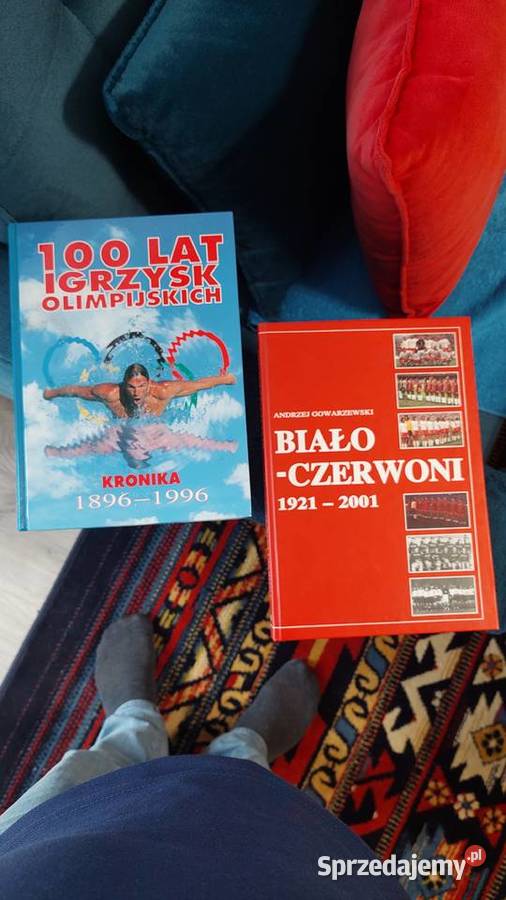 100 LAT
IGRZYSK
OLIMPIJSKICH
KRONIKA
1896-1996
ANDRZEJ GOWARZEWSKI
BIAŁO
-CZERWONI
1921 - 2001
Sprzedajemy.pl